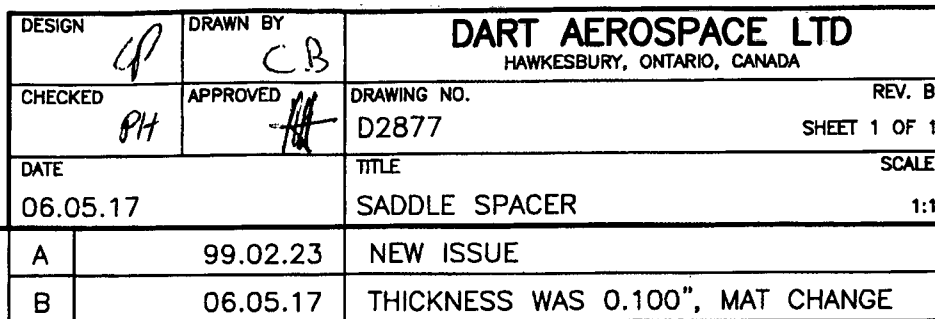 DESIGN CP DRAWN BY CB
DART AEROSPACE LTD
HAWKESBURY, ONTARIO, CANADA
CHECKED PH APPROVED
DRAWING NO. REV. B
D2877 SHEET 1 OF 1
DATE TITLE SCALE
06.05.17 SADDLE SPACER 1:1
A 99.02.23 NEW ISSUE
B 06.05.17 THICKNESS WAS 0.100", MAT CHANGE